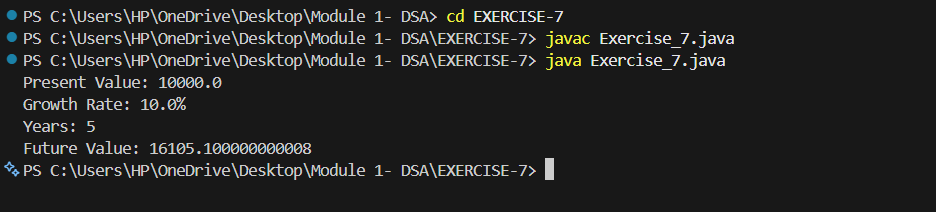 PS C:\Users\HP\OneDrive\Desktop\Module 1- DSA> cd EXERCISE-7
PS C:\Users\HP\OneDrive\Desktop\Module 1- DSA\EXERCISE-7> javac Exercise_7.java
PS C:\Users\HP\OneDrive\Desktop\Module 1- DSA\EXERCISE-7> java Exercise_7.java
Present Value: 10000.0
Growth Rate: 10.0%
Years: 5
Future Value: 16105.100000000008
PS C:\Users\HP\OneDrive\Desktop\Module 1- DSA\EXERCISE-7>